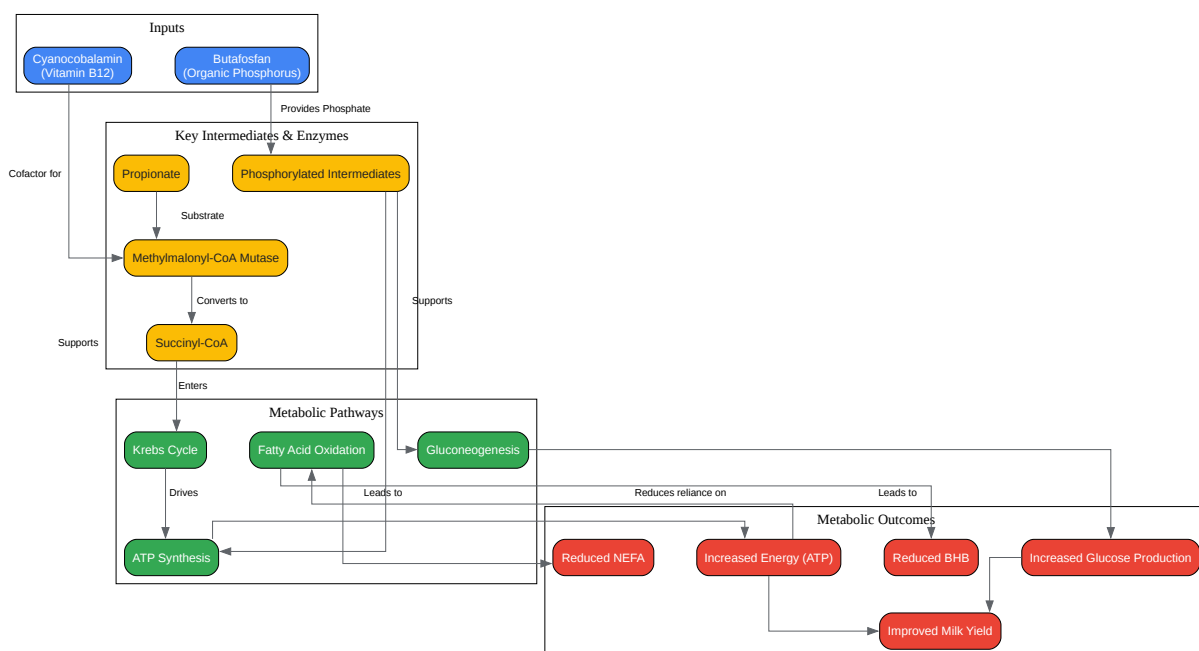 Inputs
Cyanocobalamin
(Vitamin B12)
Butafosfan
(Organic Phosphorus)
Provides Phosphate
Key Intermediates & Enzymes
Cofactor for
Propionate
Phosphorylated Intermediates
Substrate
Methylmalonyl-CoA Mutase
Converts to
Supports
Supports
Succinyl-CoA
Enters
Metabolic Pathways
Krebs Cycle
Fatty Acid Oxidation
Gluconeogenesis
Drives
Leads to
Reduces reliance on
Leads to
Metabolic Outcomes
ATP Synthesis
Reduced NEFA
Increased Energy (ATP)
Reduced BHB
Increased Glucose Production
Improved Milk Yield